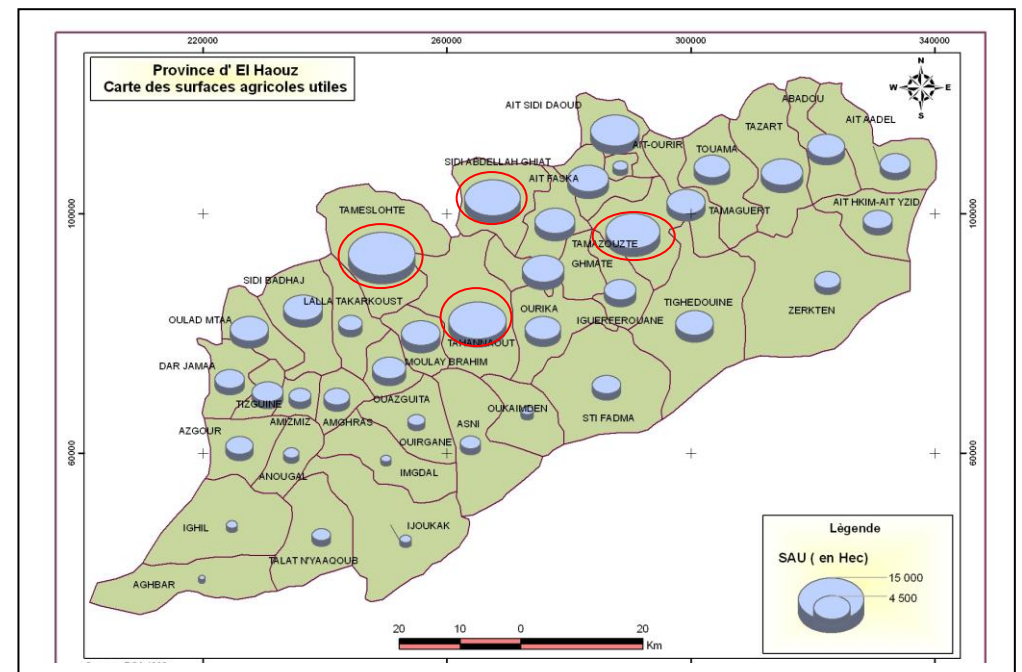 220000 260000 300000 340000
Province d' El Haouz
Carte des surfaces agricoles utiles
N
W E
S
AIT SIDI DAOUD
ABADOU
AIT AADEL
TAZART
AIT-OURIR
TOUAMA
SIDI ABDELLAH GHIAT
AIT FASKA
TAMESLOHTE
AIT HKIM-AIT YZID
100000
100000
TAMAGUERT
TAMAZOUZTE
GHMATE
SIDI BADHAJ
LALLA TAKARKOUST
OURIKA
TIGHEDOUINE
ZERKTEN
OULAD MTAA
IGUERFEROUANE
TAHANNAOUT
MOULAY BRAHIM
DAR JAMAA
OUAZGUITA
TIZGUINE
AMIZMIZ
AMGHRAS
OUKAIMDEN
STI FADMA
ASNI
AZGOUR
OUIRGANE
60000
60000
ANOUGAL
IMGDAL
IGHIL
IJOUKAK
TALAT N'YAAQOUB
AGHBAR
Lègende
SAU ( en Hec)
15 000
4 500
20 10 0 20
Km